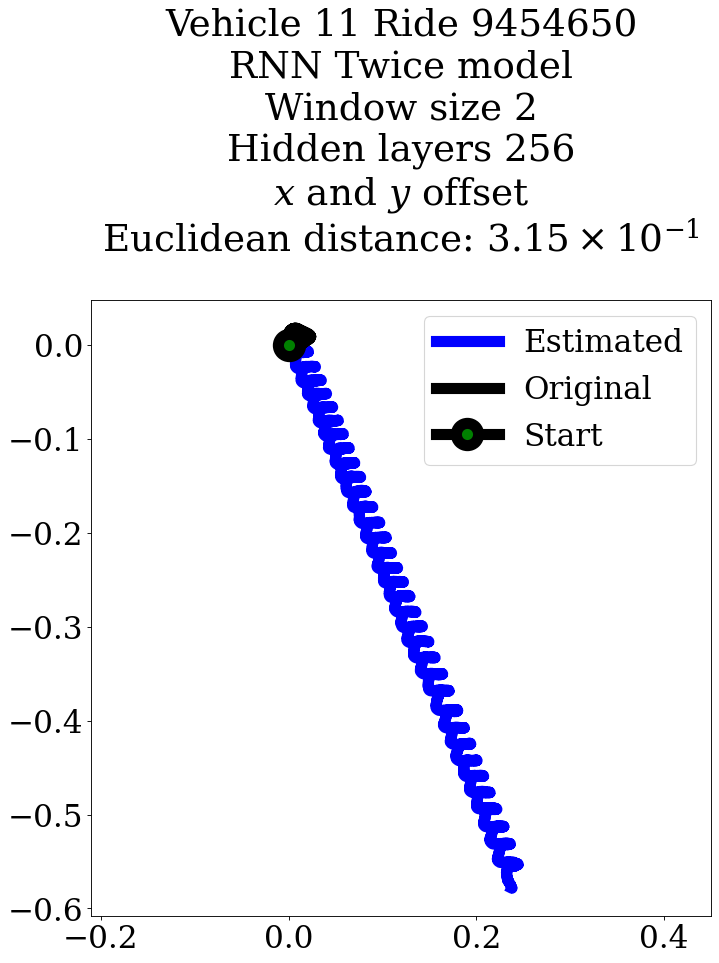 Vehicle 11 Ride 9454650
RNN Twice model
Window size 2
Hidden layers 256
x and y offset
Euclidean distance: 3.15 × 10⁻¹
Estimated
Original
Start
0.0
−0.1
−0.2
−0.3
−0.4
−0.5
−0.6
−0.2 0.0 0.2 0.4